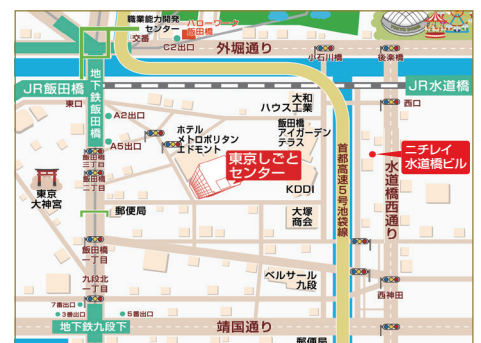 職業能力開発
センター
ハローワーク
飯田橋
交番
C2出口
外堀通り
小石川橋
後楽橋
JR飯田橋
JR水道橋
東口
西口
地下鉄飯田橋
A2出口
A5出口
大和
ハウス工業
飯田橋
アイガーデン
テラス
ホテル
メトロポリタン
エドモント
東京しごと
センター
首都高速5号池袋線
ニチレイ
水道橋ビル
水道橋西通り
飯田橋
三丁目
飯田橋
二丁目
東京
大神宮
KDDI
郵便局
大塚
商会
飯田橋
一丁目
九段北
一丁目
ベルサール
九段
西神田
7番出口
3番出口
5番出口
地下鉄九段下
靖国通り
郵便局